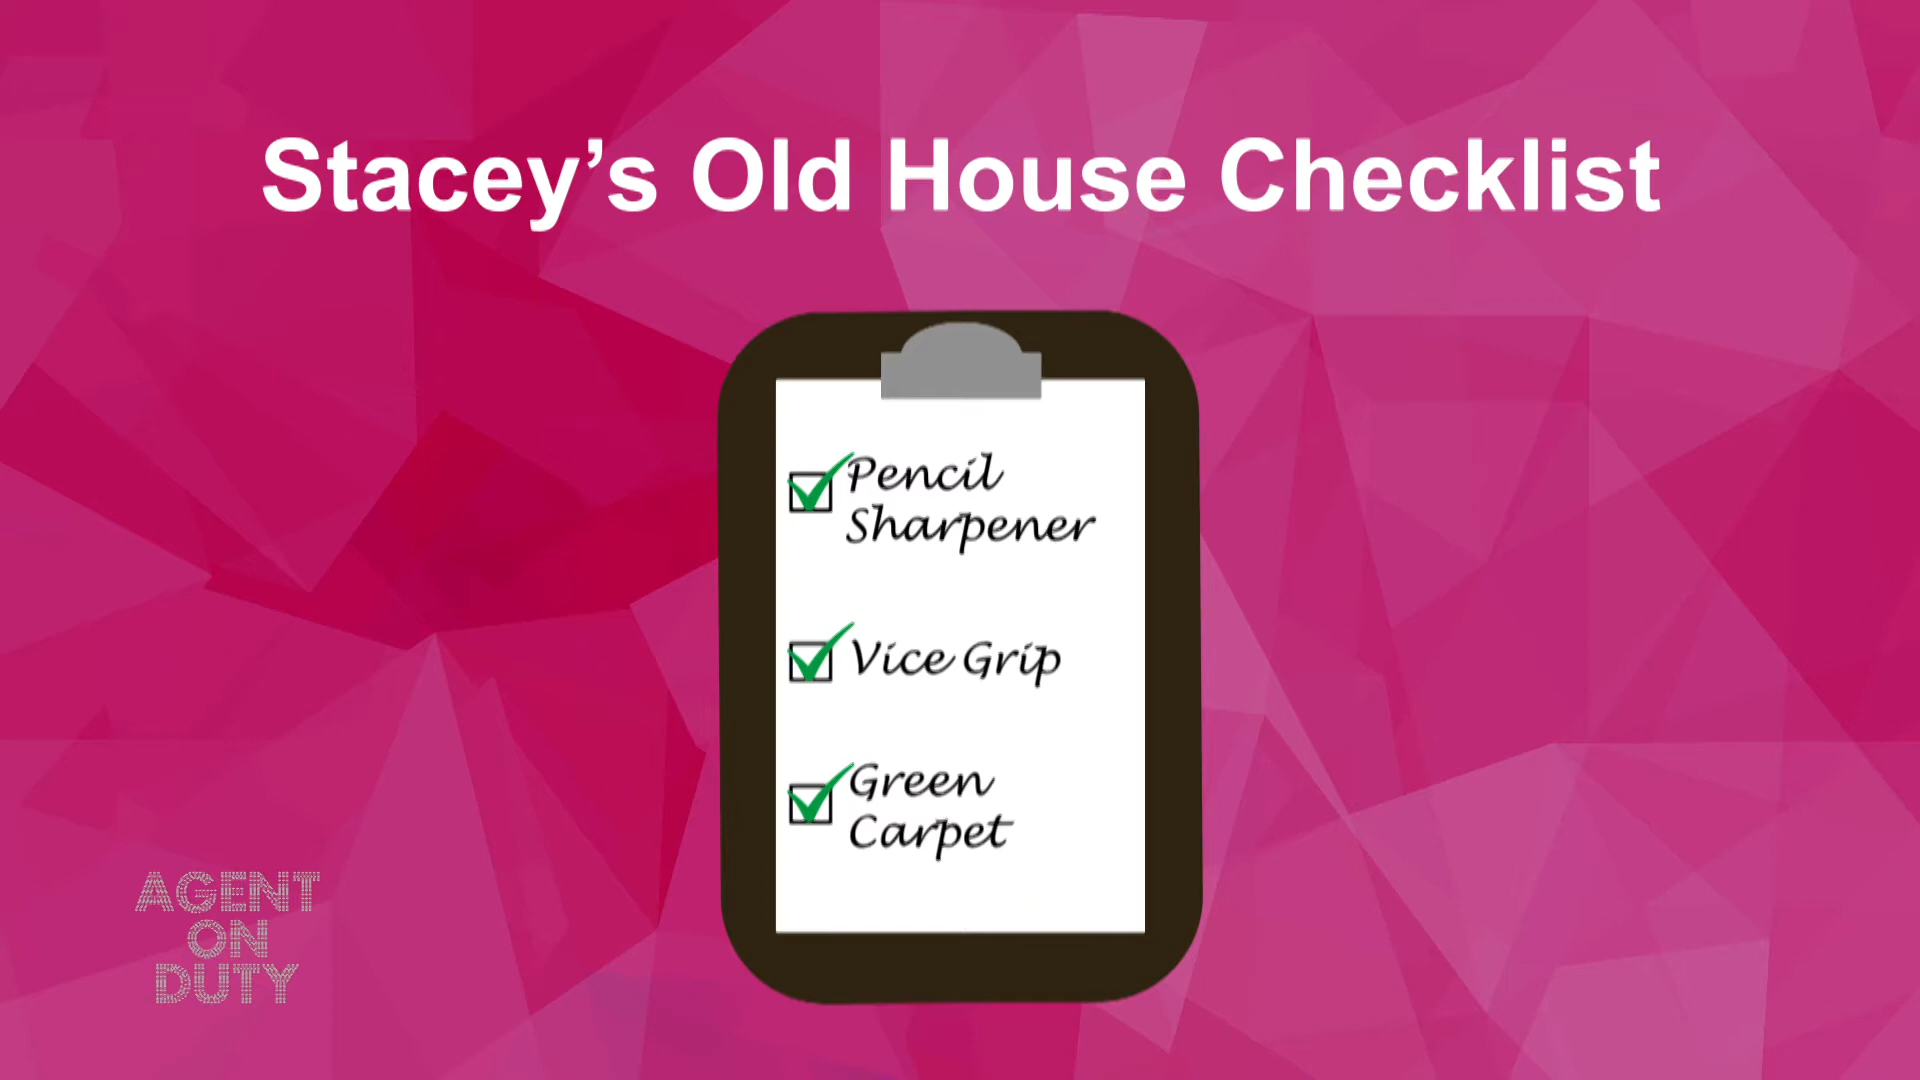 Stacey’s Old House Checklist
Pencil
Sharpener
Vice Grip
Green
Carpet
AGENT
ON
DUTY